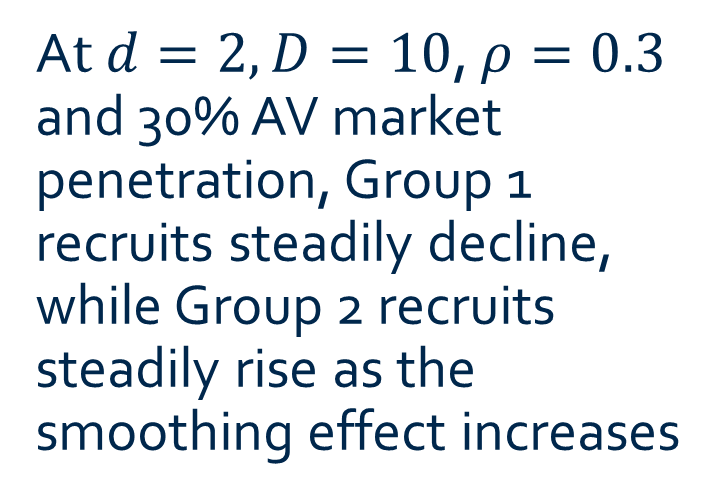 At 𝑑 = 2, 𝐷 = 10, 𝜌 = 0.3
and 30% AV market
penetration, Group 1
recruits steadily decline,
while Group 2 recruits
steadily rise as the
smoothing effect increases